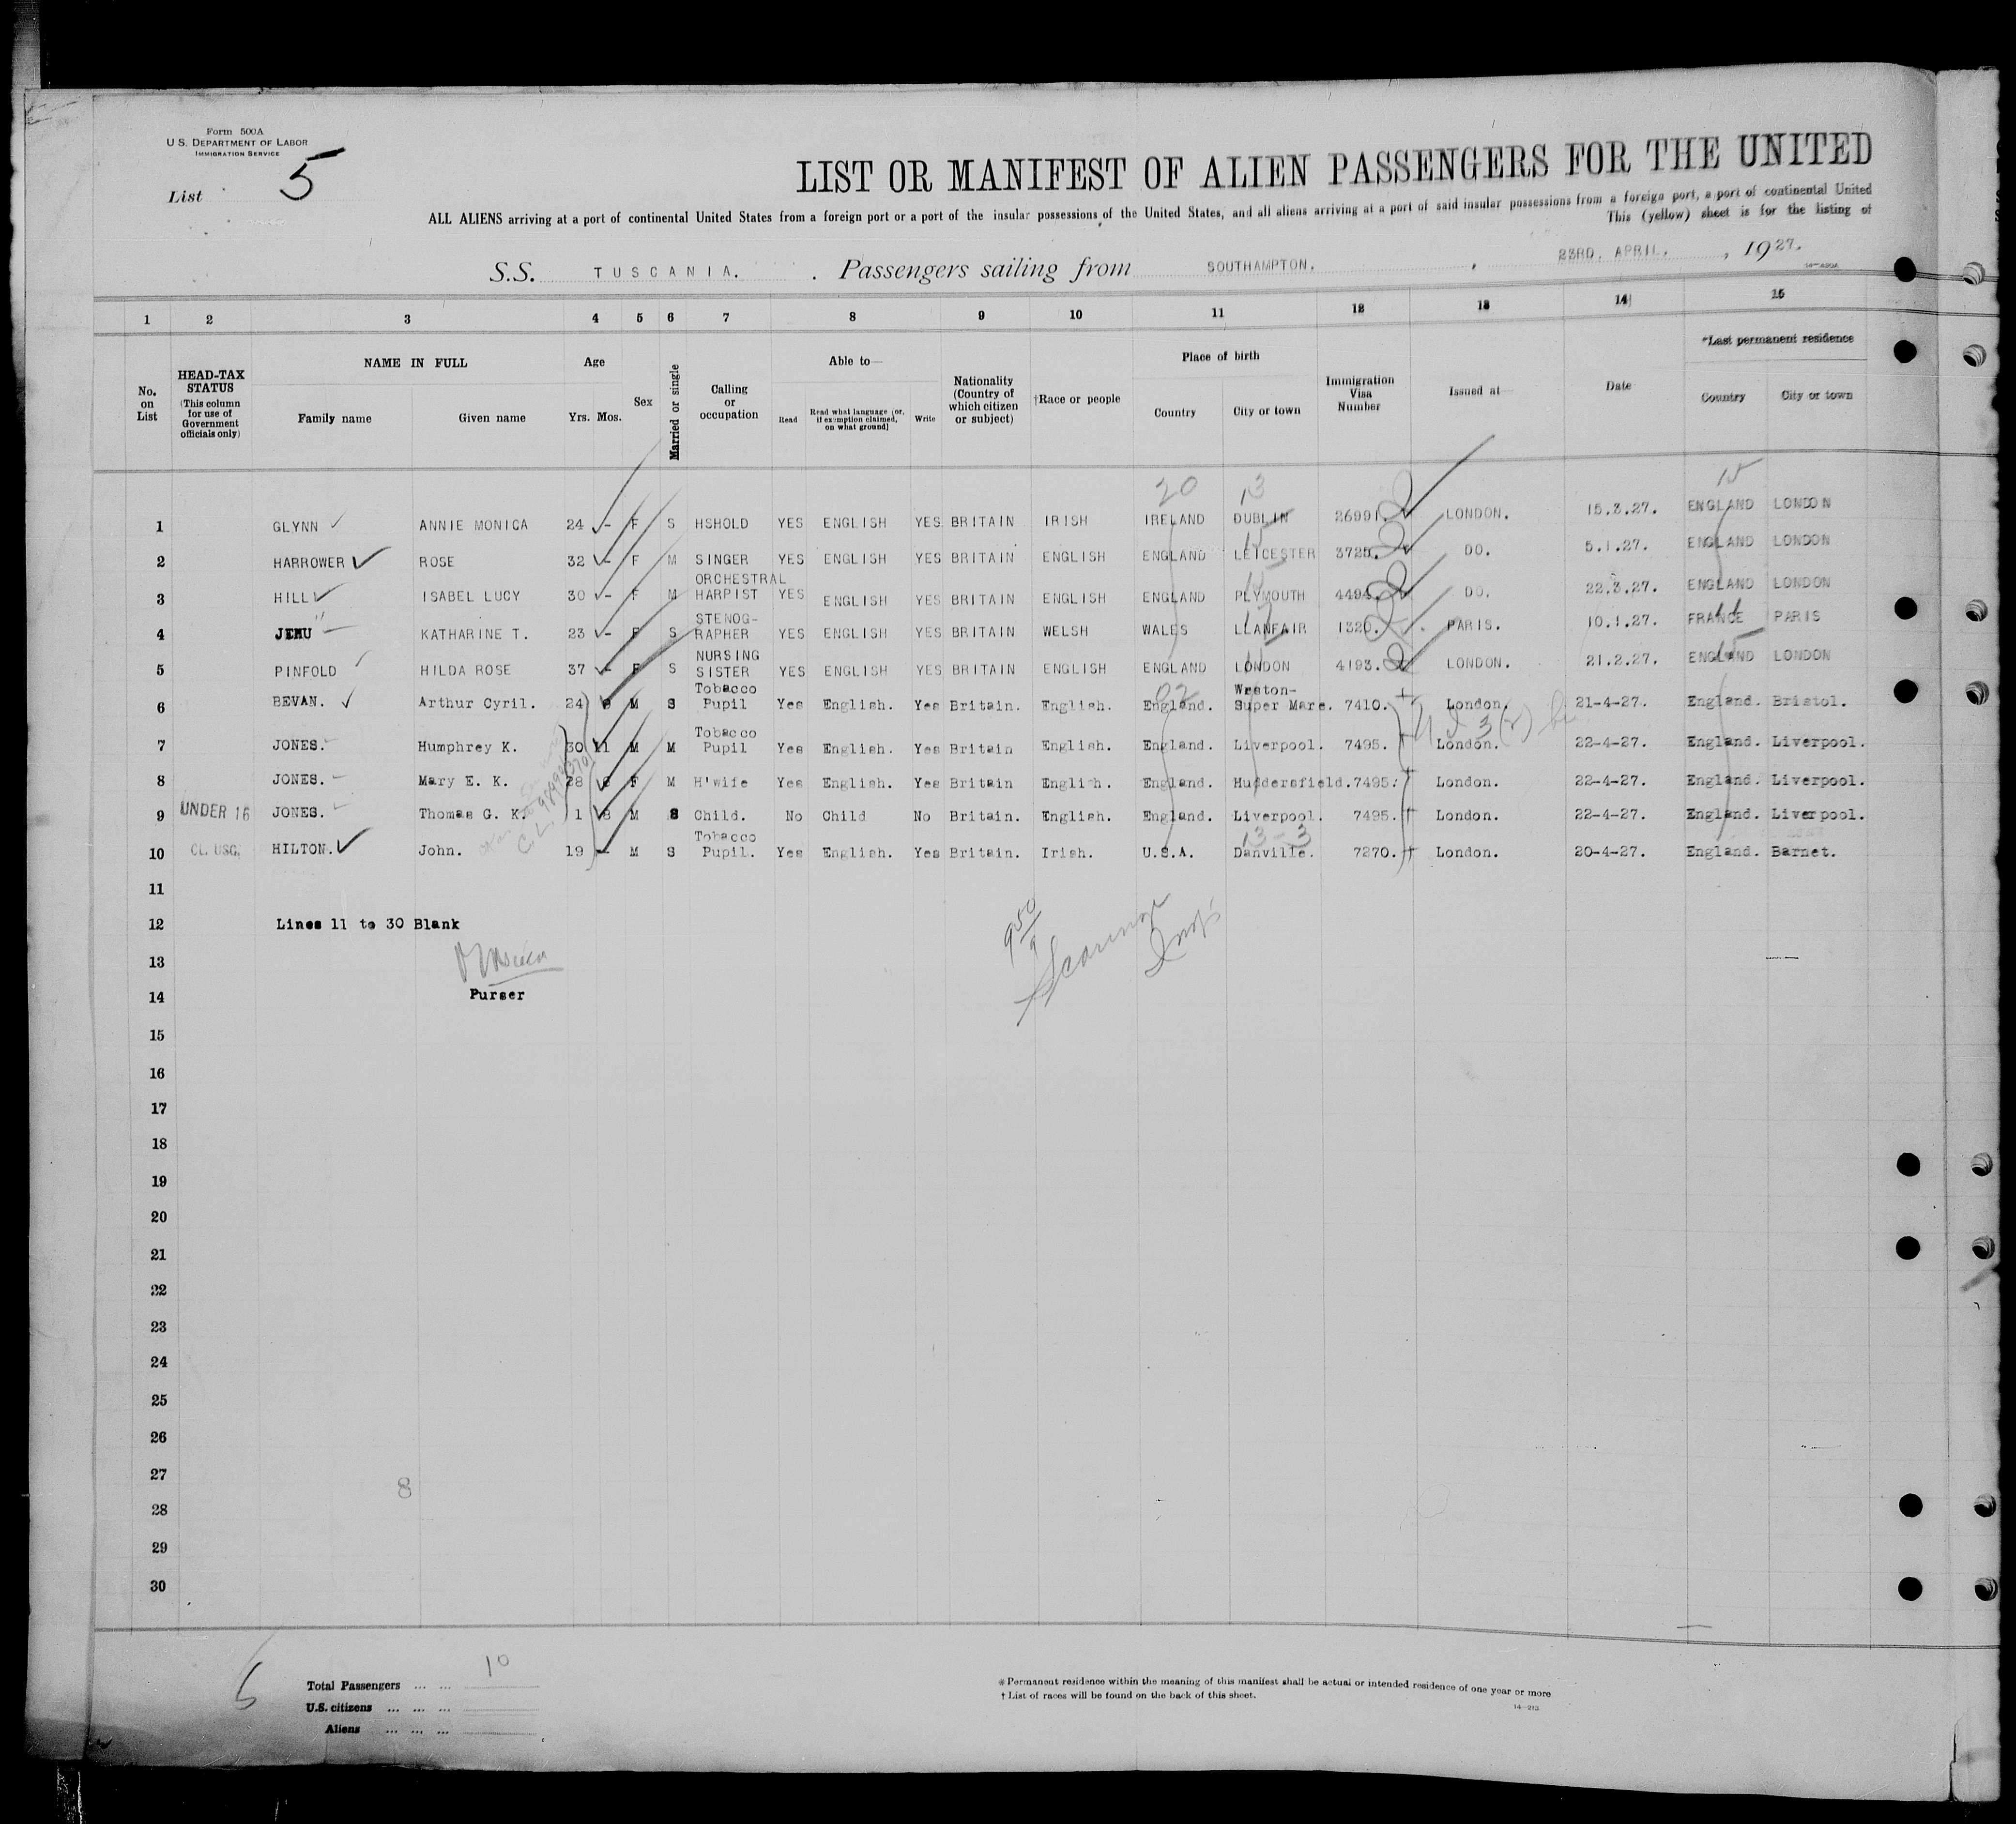 Form 500A
U. S. DEPARTMENT OF LABOR
IMMIGRATION SERVICE
List 5
LIST OR MANIFEST OF ALIEN PASSENGERS FOR THE UNITED
ALL ALIENS arriving at a port of continental United States from a foreign port or a port of the insular possessions of the United States, and all aliens arriving at a port of said insular possessions from a foreign port, a port of continental United
This (yellow) sheet is for the listing of
S.S. TUSCANIA. . Passengers sailing from SOUTHAMPTON. , 23RD. APRIL. , 1927.
1 2 3 4 5 6 7 8 9 10 11 12 13 14 15
No. on List
HEAD-TAX STATUS (This column for use of Government officials only)
NAME IN FULL
Family name Given name
Age
Yrs. Mos.
Sex
Married or single
Calling or occupation
Able to—
Read Read what language [or, if exemption claimed, on what ground] Write
Nationality (Country of which citizen or subject)
†Race or people
Place of birth
Country City or town
Immigration Visa Number
Issued at—
Date
*Last permanent residence
Country City or town
20 13 15
1 GLYNN ANNIE MONICA 24 - F S HSHOLD YES ENGLISH YES BRITAIN IRISH IRELAND DUBLIN 26991. LONDON. 15.3.27. ENGLAND LONDON
2 HARROWER ROSE 32 - F M SINGER YES ENGLISH YES BRITAIN ENGLISH ENGLAND LEICESTER 3725. DO. 5.1.27. ENGLAND LONDON
3 HILL ISABEL LUCY 30 - F M ORCHESTRAL HARPIST YES ENGLISH YES BRITAIN ENGLISH ENGLAND PLYMOUTH 4494. DO. 22.3.27. ENGLAND LONDON
4 JEMU KATHARINE T. 23 - F S STENOG-RAPHER YES ENGLISH YES BRITAIN WELSH WALES LLANFAIR 1320. PARIS. 10.1.27. FRANCE PARIS
5 PINFOLD HILDA ROSE 37 - F S NURSING SISTER YES ENGLISH YES BRITAIN ENGLISH ENGLAND LONDON 4193. LONDON. 21.2.27. ENGLAND LONDON
6 BEVAN. Arthur Cyril. 24 M S Tobacco Pupil Yes English. Yes Britain. English. England. Weston-Super Mare. 7410. London. 21-4-27. England. Bristol.
7 JONES. Humphrey K. 30 11 M M Tobacco Pupil Yes English. Yes Britain English. England. Liverpool. 7495. London. 22-4-27. England. Liverpool.
8 JONES. Mary E. K. 28 F M H'wife Yes English. Yes Britain English. England. Huddersfield. 7495. London. 22-4-27. England. Liverpool.
9 UNDER 16 JONES. Thomas G. K. 1 8 M S Child. No Child No Britain. English. England. Liverpool. 7495. London. 22-4-27. England. Liverpool.
10 CL. USC. HILTON. John. 19 - M S Tobacco Pupil. Yes English. Yes Britain. Irish. U.S.A. Danville. 7270. London. 20-4-27. England. Barnet.
11
12 Lines 11 to 30 Blank
13
14 Purser
15
16
17
18
19
20
21
22
23
24
25
26
27
8
28
29
30
Total Passengers ... ... 10
U.S. citizens ... ... ...
Aliens ... ... ...
* Permanent residence within the meaning of this manifest shall be actual or intended residence of one year or more
† List of races will be found on the back of this sheet.
14-213